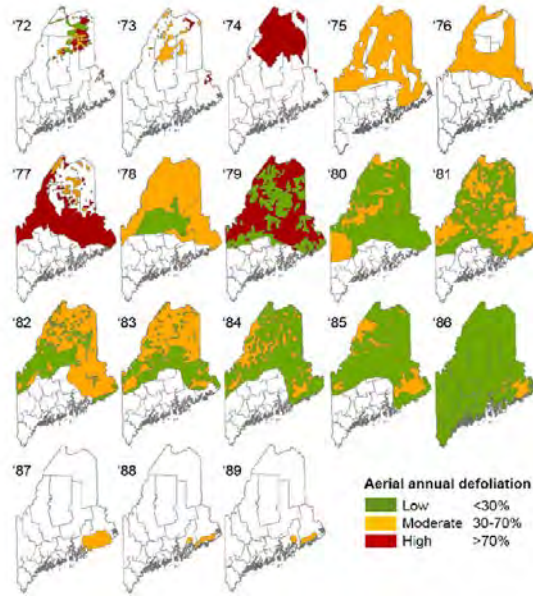 '72 '73 '74 '75 '76
'77 '78 '79 '80 '81
'82 '83 '84 '85 '86
'87 '88 '89
Aerial annual defoliation
Low <30%
Moderate 30-70%
High >70%